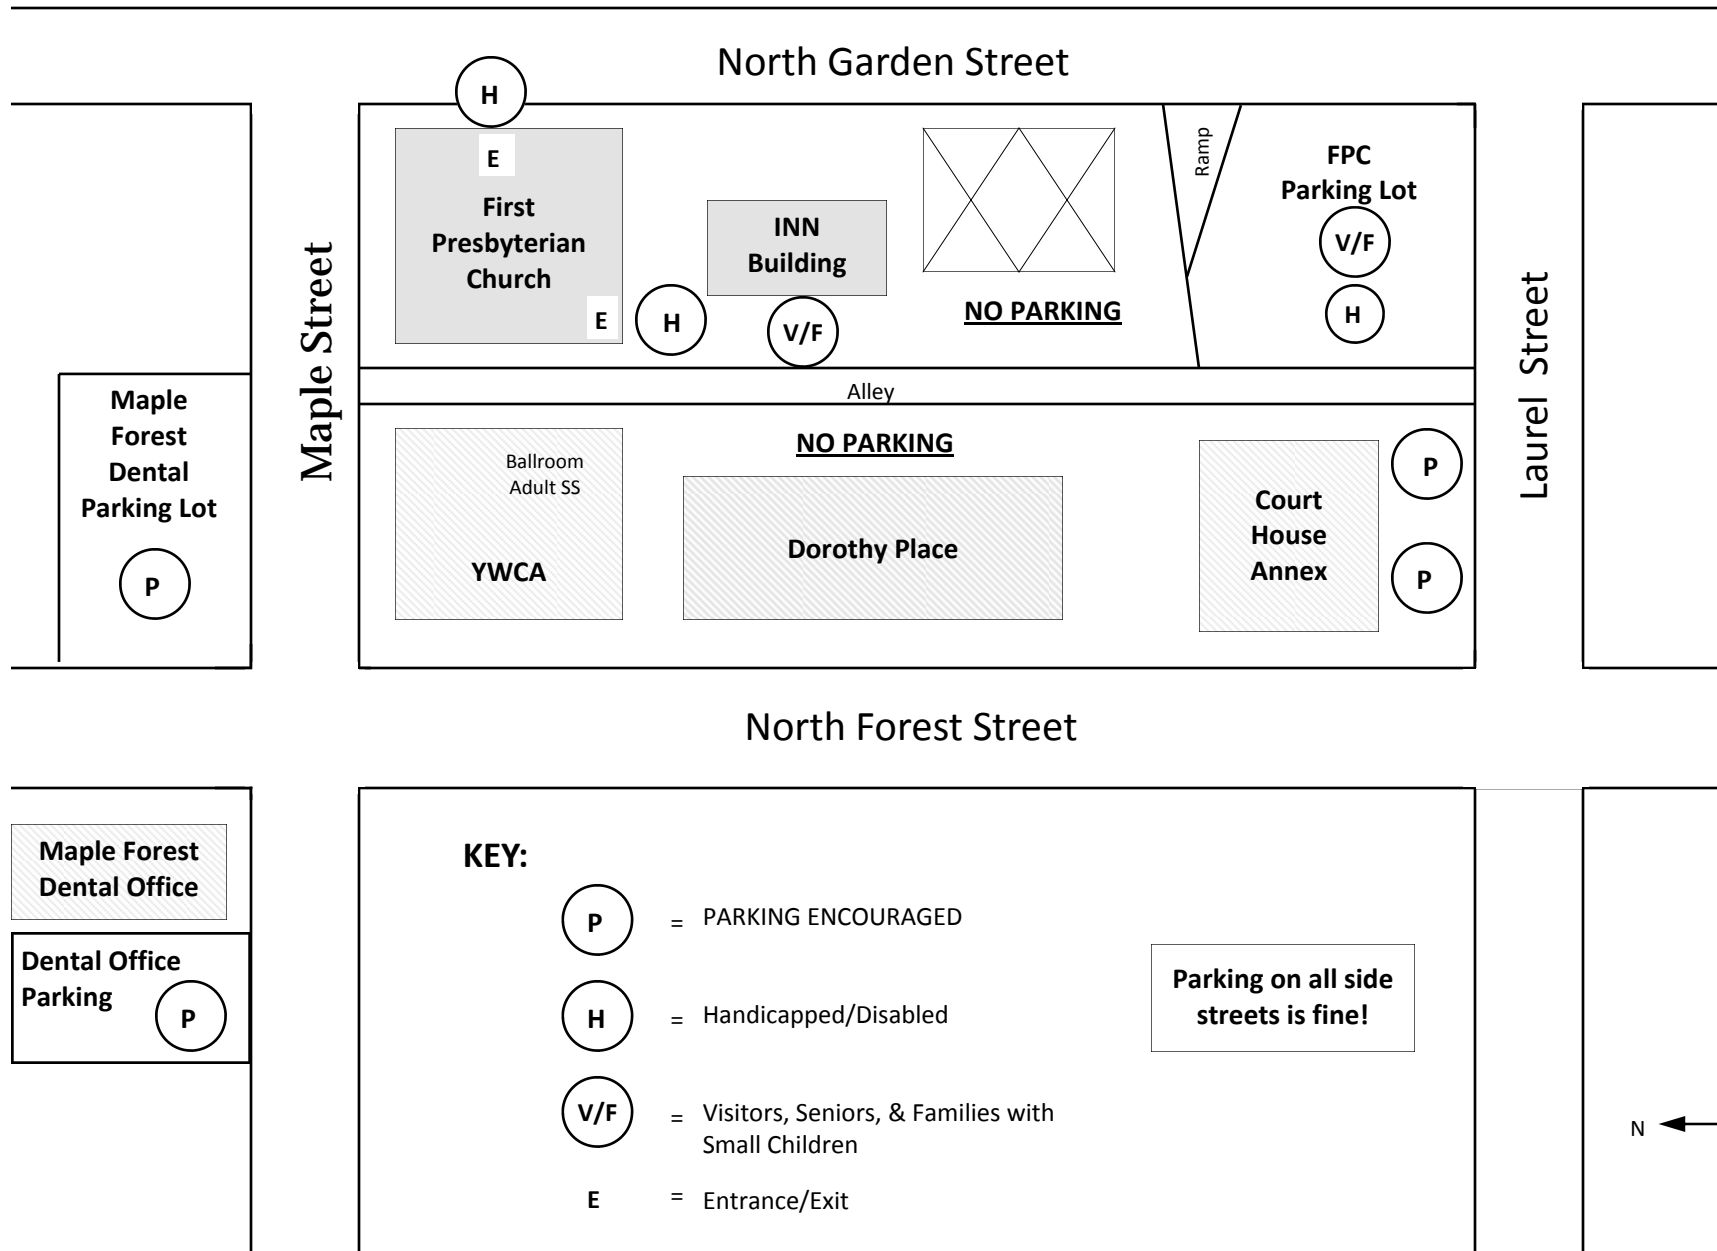 North Garden Street
H
E
First
Presbyterian
Church
E
H
INN
Building
V/F
NO PARKING
Ramp
FPC
Parking Lot
V/F
H
Maple Street
Laurel Street
Alley
Maple
Forest
Dental
Parking Lot
P
Ballroom
Adult SS
YWCA
NO PARKING
Dorothy Place
Court
House
Annex
P
P
North Forest Street
Maple Forest
Dental Office
Dental Office
Parking
P
KEY:
P = PARKING ENCOURAGED
H = Handicapped/Disabled
V/F = Visitors, Seniors, & Families with
Small Children
E = Entrance/Exit
Parking on all side
streets is fine!
N